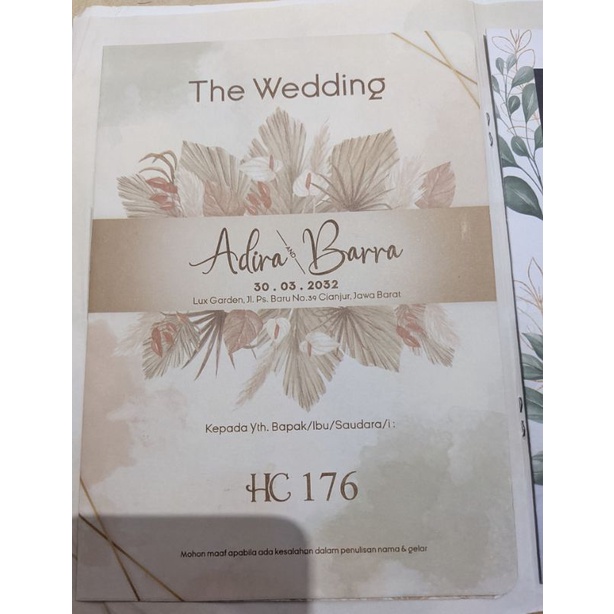 The Wedding
Adira AND Barra
30 . 03 . 2032
Lux Garden, Jl. Ps. Baru No.39 Cianjur, Jawa Barat
Kepada Yth. Bapak/Ibu/Saudara/i :
HC 176
Mohon maaf apabila ada kesalahan dalam penulisan nama & gelar